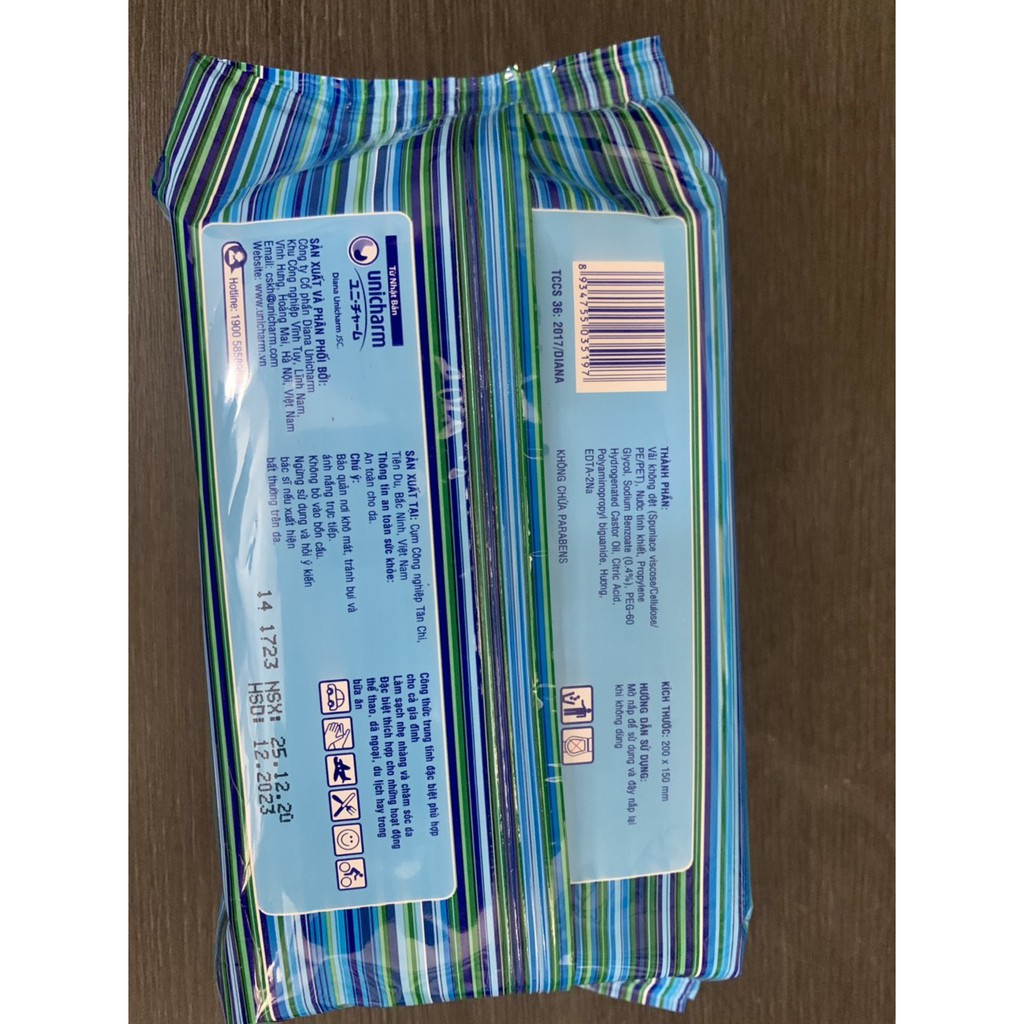 8934755035197
TCCS 36: 2017/DIANA
THÀNH PHẦN:
Vải không dệt (Spunlace viscose/Cellulose/
PE/PET), Nước tinh khiết, Propylene
Glycol, Sodium Benzoate (0.4%), PEG-60
Hydrogenated Castor Oil, Citric Acid,
Polyaminopropyl biguanide, Hương,
EDTA-2Na
KHÔNG CHỨA PARABENS
KÍCH THƯỚC: 200 x 150 mm
HƯỚNG DẪN SỬ DỤNG:
Mở nắp để sử dụng và đậy nắp lại
khi không dùng
Từ Nhật Bản
unicharm
ユニ・チャーム
Diana Unicharm JSC.
SẢN XUẤT VÀ PHÂN PHỐI BỞI:
Công ty Cổ phần Diana Unicharm
Khu Công nghiệp Vĩnh Tuy, Lĩnh Nam,
Vĩnh Hưng, Hoàng Mai, Hà Nội, Việt Nam
Email: cskh@unicharm.com
Website: www.unicharm.vn
Hotline: 1900 5858
SẢN XUẤT TẠI: Cụm Công nghiệp Tân Chi,
Tiên Du, Bắc Ninh, Việt Nam
Thông tin an toàn sức khỏe:
An toàn cho da.
Chú ý:
Bảo quản nơi khô mát, tránh bụi và
ánh nắng trực tiếp.
Không bỏ vào bồn cầu.
Ngừng sử dụng và hỏi ý kiến
bác sĩ nếu xuất hiện
bất thường trên da.
Công thức trung tính đặc biệt phù hợp
cho cả gia đình
Làm sạch nhẹ nhàng và chăm sóc da
Đặc biệt thích hợp cho những hoạt động
thể thao, dã ngoại, du lịch hay trong
bữa ăn
14 1723 NSX: 25.12.20
HSD: 12.2023